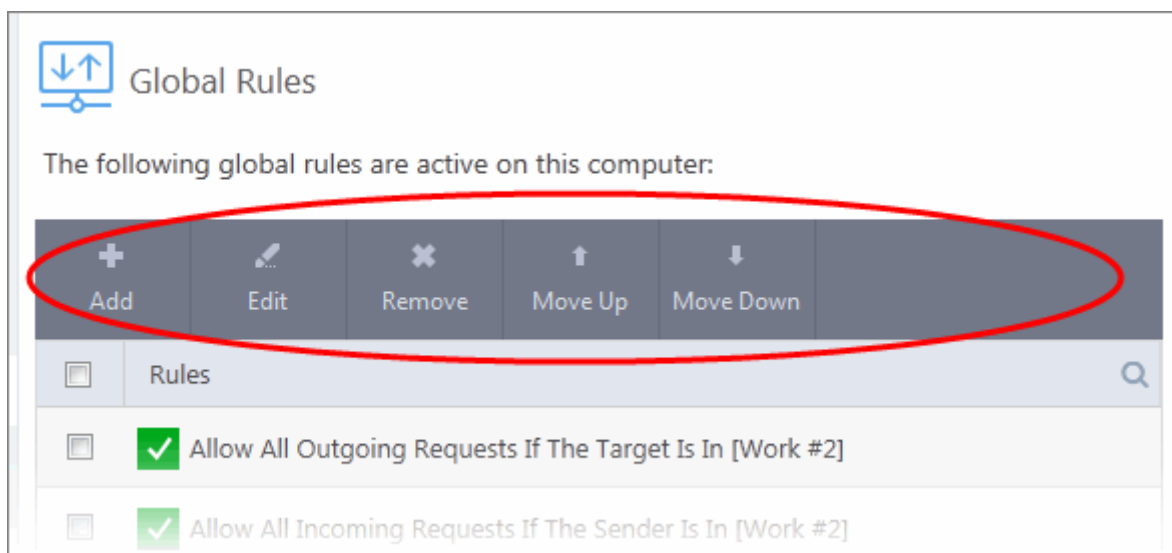 Global Rules
The following global rules are active on this computer:
Add Edit Remove Move Up Move Down
Rules
Allow All Outgoing Requests If The Target Is In [Work #2]
Allow All Incoming Requests If The Sender Is In [Work #2]